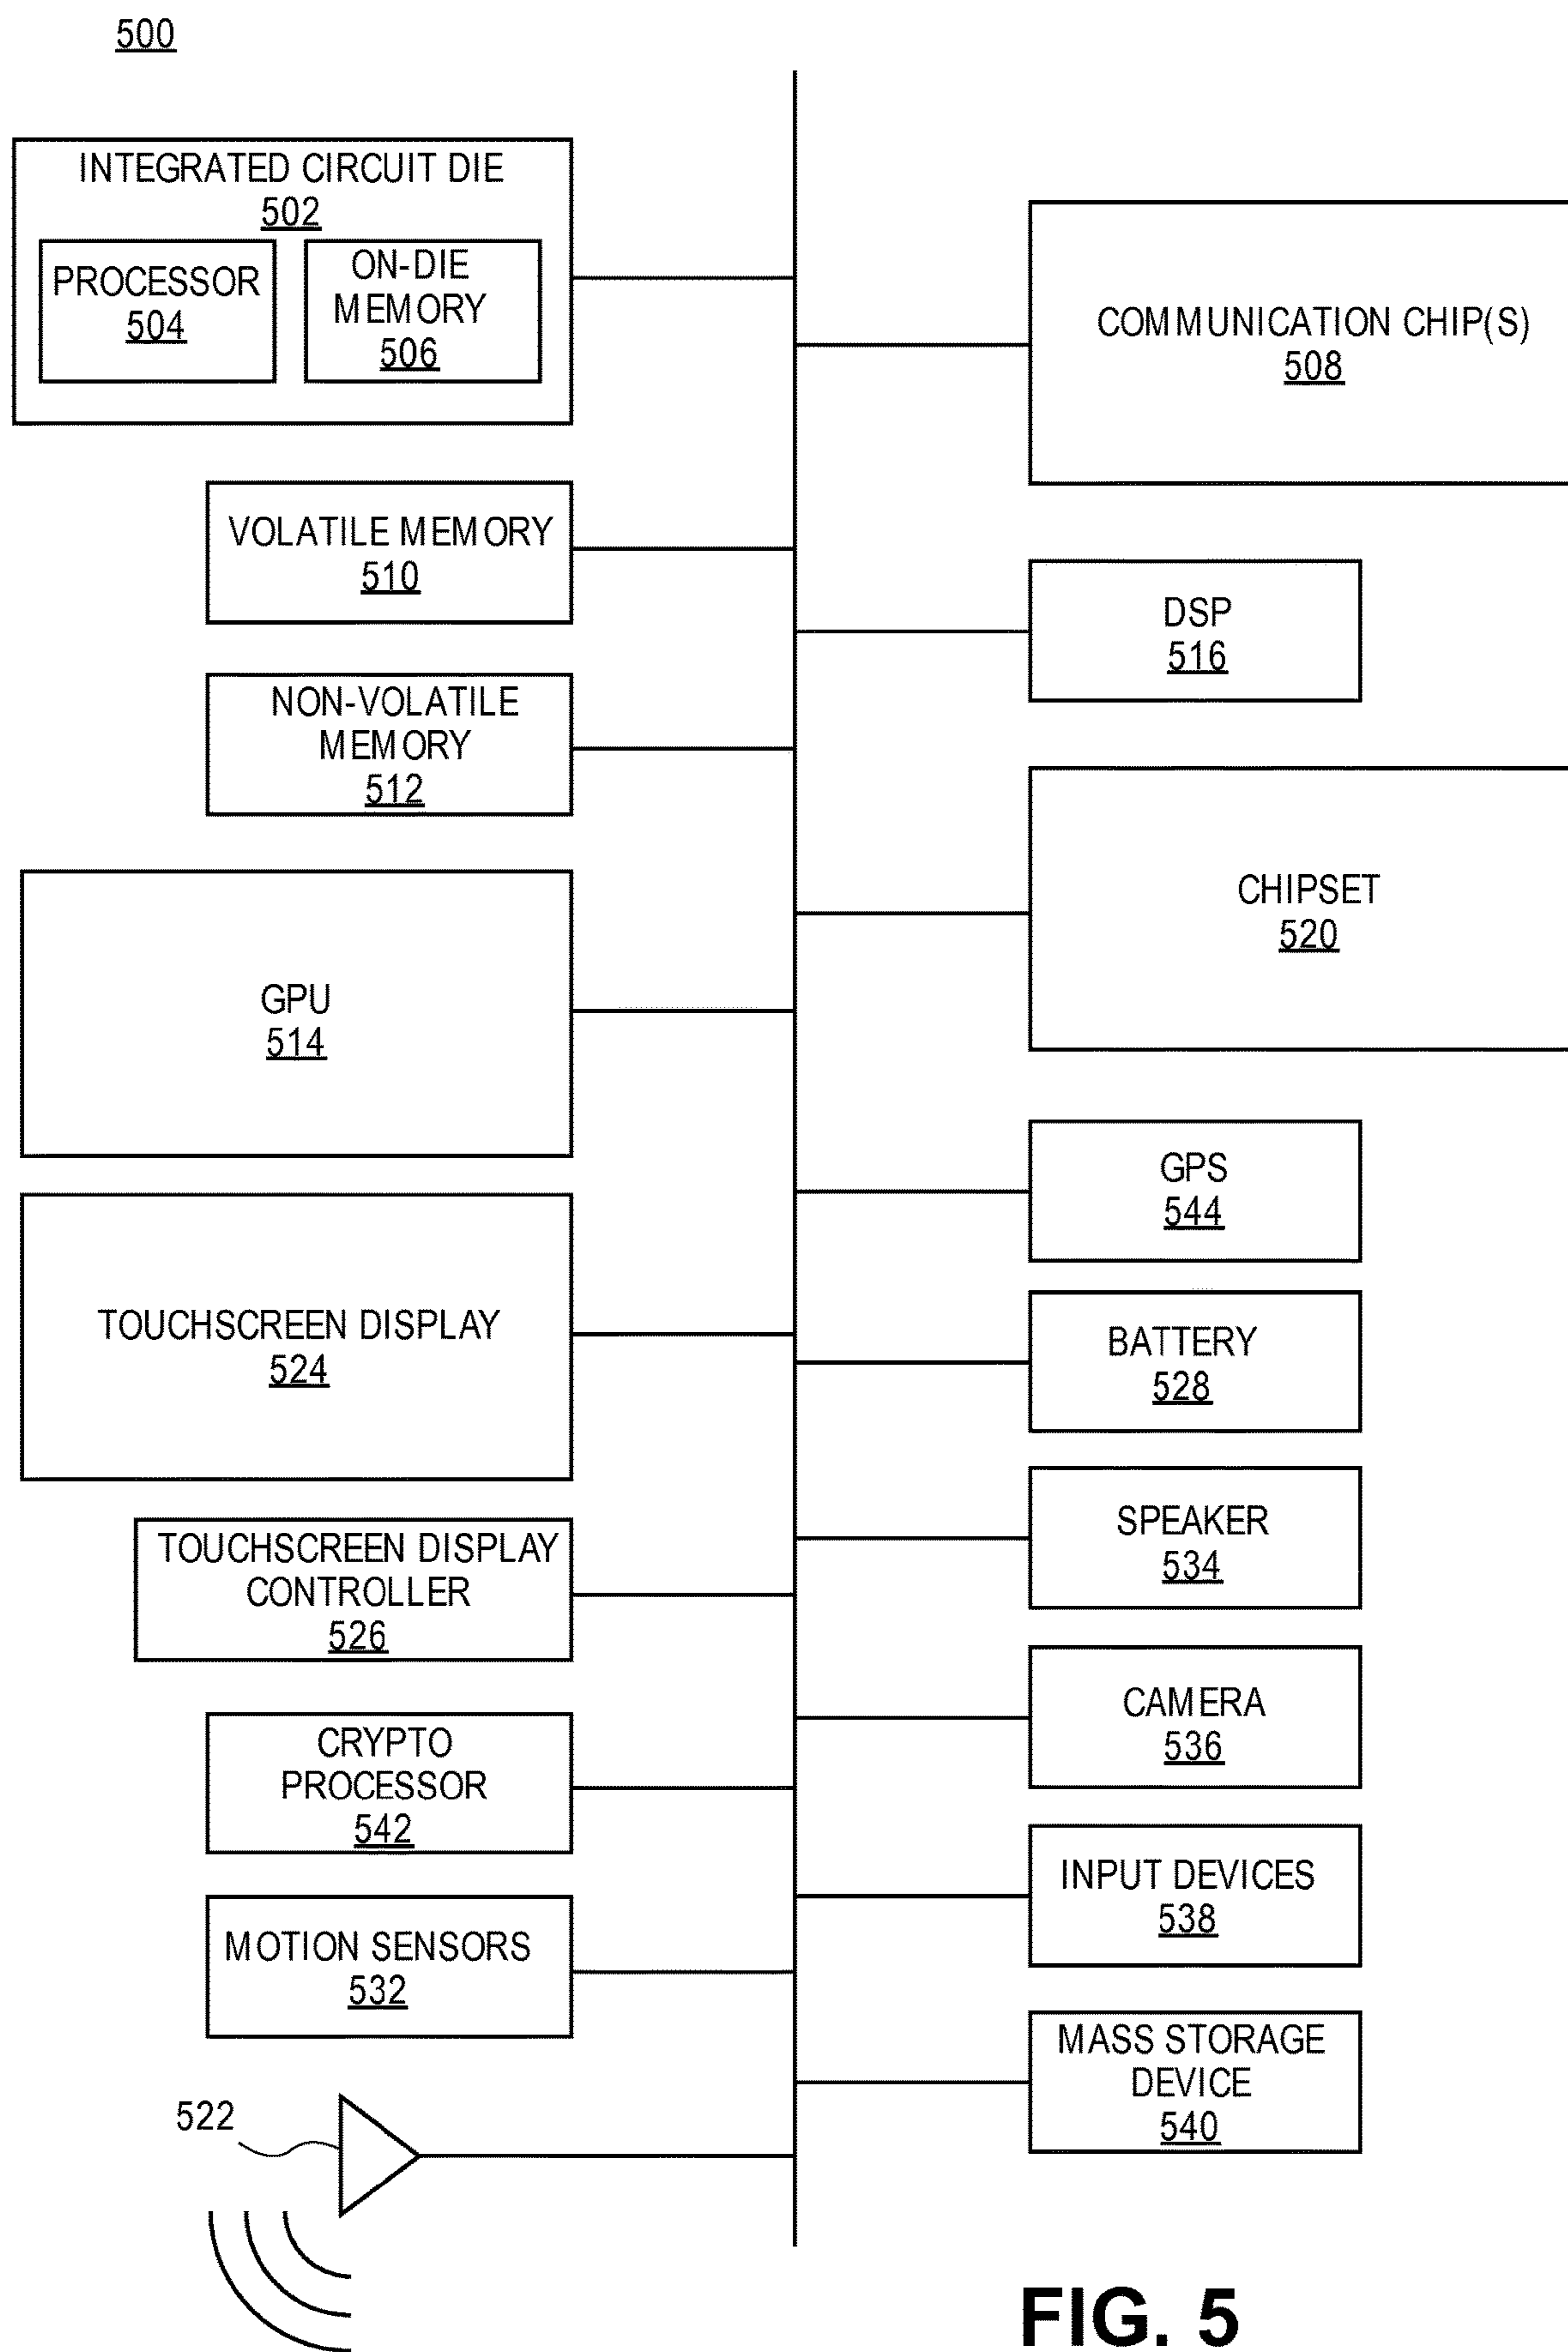 500
INTEGRATED CIRCUIT DIE
502
PROCESSOR
504
ON-DIE
MEMORY
506
VOLATILE MEMORY
510
NON-VOLATILE
MEMORY
512
GPU
514
TOUCHSCREEN DISPLAY
524
TOUCHSCREEN DISPLAY
CONTROLLER
526
CRYPTO
PROCESSOR
542
MOTION SENSORS
532
522
COMMUNICATION CHIP(S)
508
DSP
516
CHIPSET
520
GPS
544
BATTERY
528
SPEAKER
534
CAMERA
536
INPUT DEVICES
538
MASS STORAGE
DEVICE
540
FIG. 5